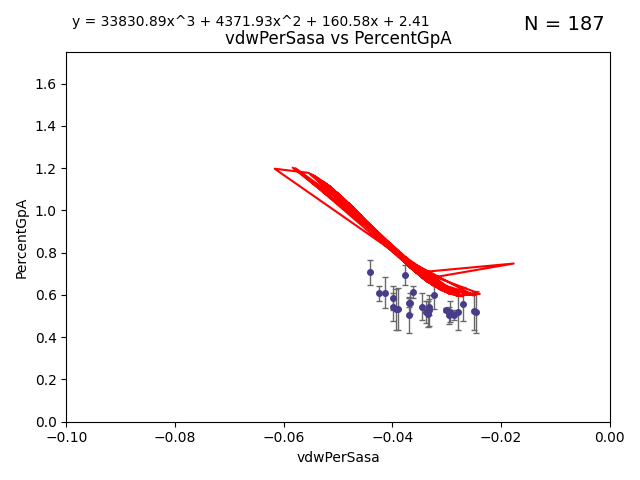 y = 33830.89x^3 + 4371.93x^2 + 160.58x + 2.41
N = 187
vdwPerSasa vs PercentGpA
PercentGpA
1.6
1.4
1.2
1.0
0.8
0.6
0.4
0.2
0.0
−0.10 −0.08 −0.06 −0.04 −0.02 0.00
vdwPerSasa